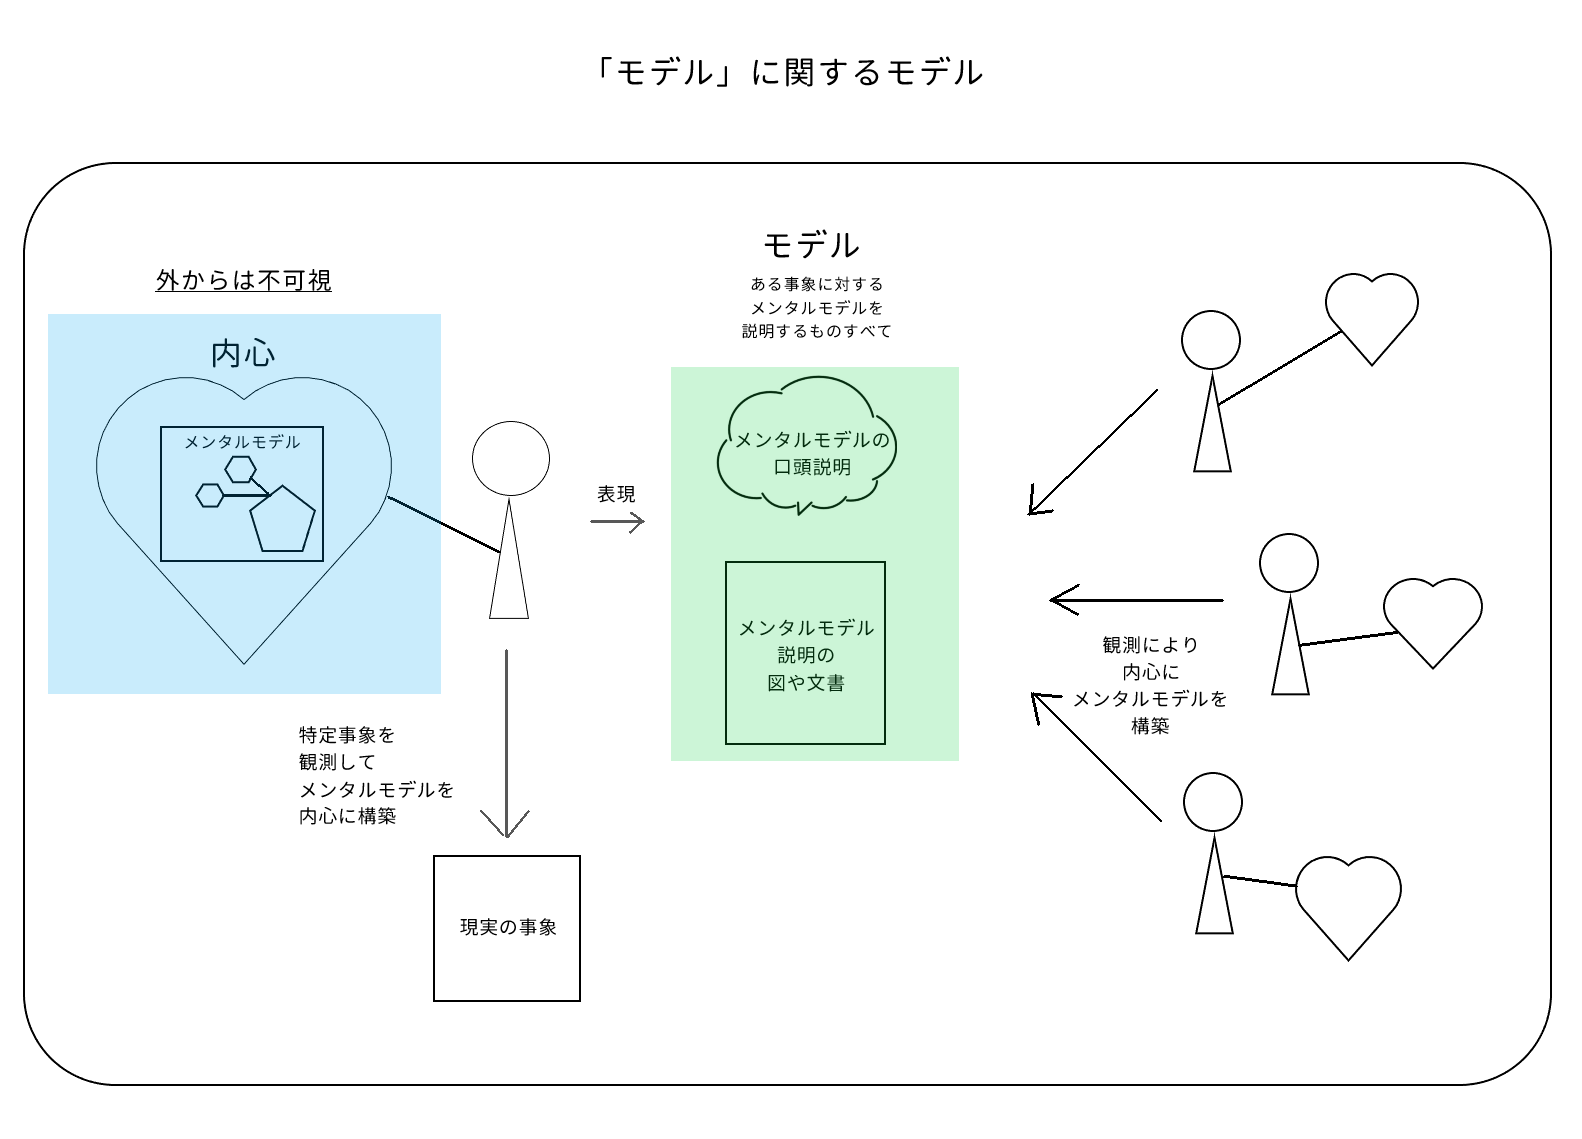 「モデル」に関するモデル
外からは不可視
内心
メンタルモデル
特定事象を
観測して
メンタルモデルを
内心に構築
現実の事象
表現
モデル
ある事象に対する
メンタルモデルを
説明するものすべて
メンタルモデルの
口頭説明
メンタルモデル
説明の
図や文書
観測により
内心に
メンタルモデルを
構築